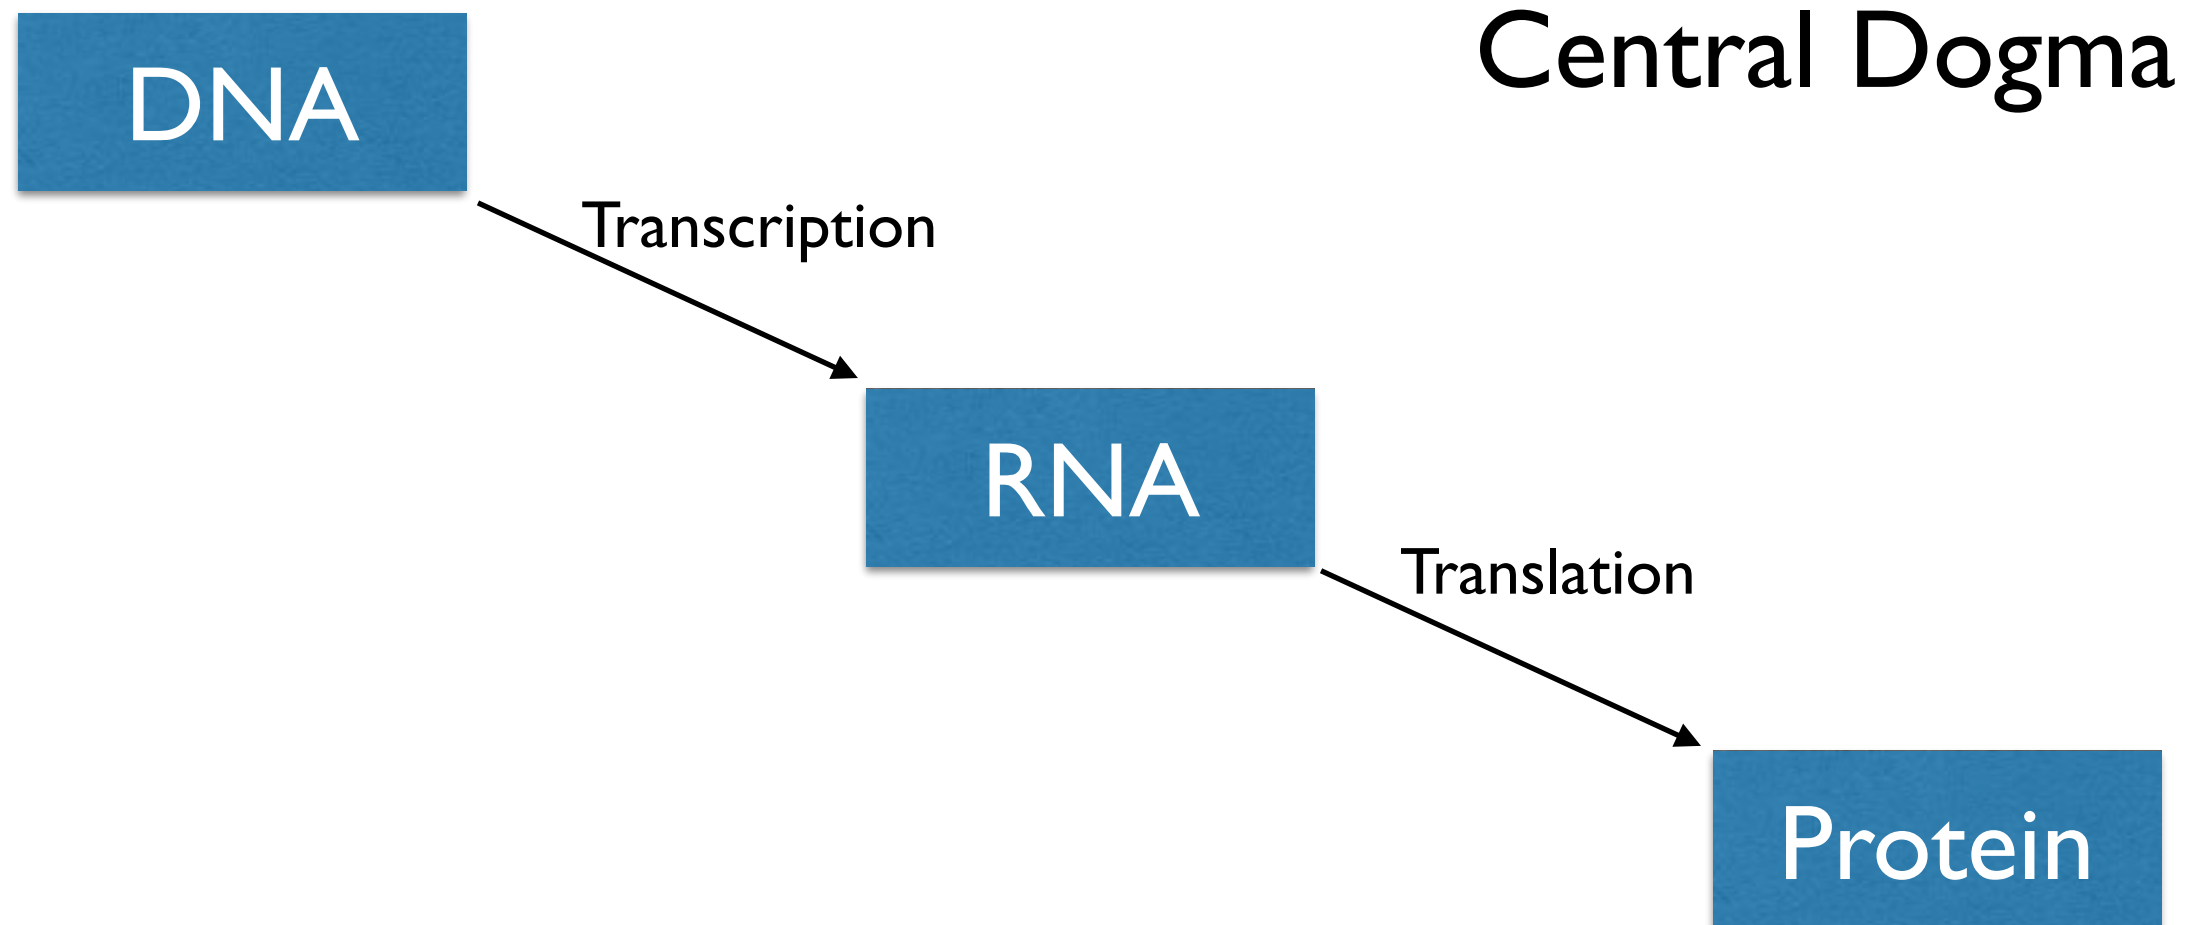 Central Dogma
DNA
Transcription
RNA
Translation
Protein